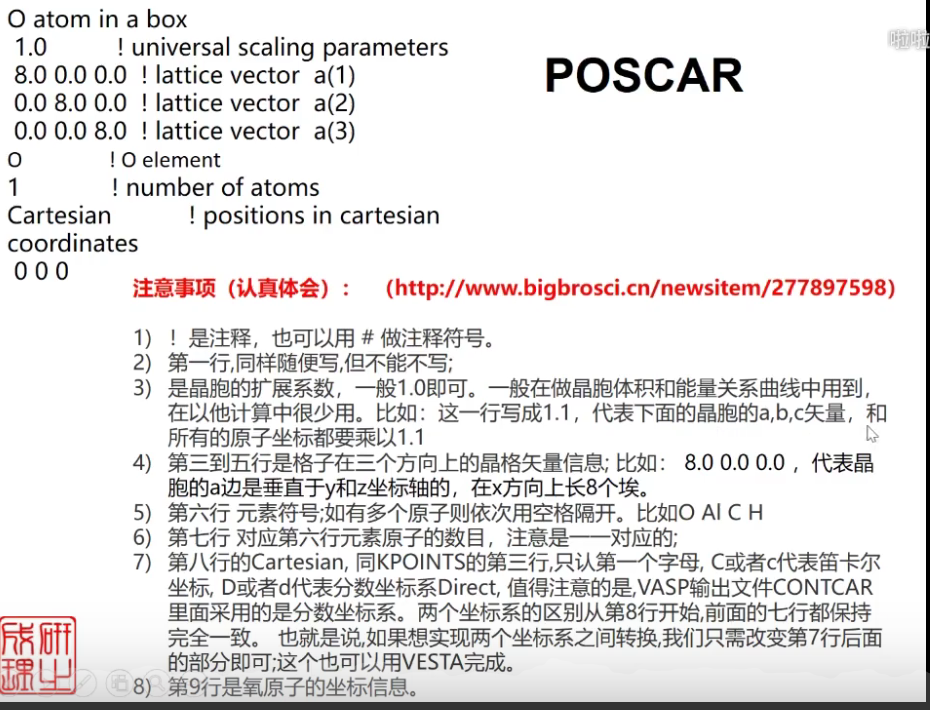 O atom in a box
啦啦
1.0 ! universal scaling parameters
POSCAR
8.0 0.0 0.0 ! lattice vector a(1)
0.0 8.0 0.0 ! lattice vector a(2)
0.0 0.0 8.0 ! lattice vector a(3)
O ! O element
1 ! number of atoms
Cartesian ! positions in cartesian
coordinates
0 0 0
注意事项（认真体会）： （http://www.bigbrosci.cn/newsitem/277897598）
1) ！是注释，也可以用 # 做注释符号。
2) 第一行,同样随便写,但不能不写;
3) 是晶胞的扩展系数，一般1.0即可。一般在做晶胞体积和能量关系曲线中用到，
在以他计算中很少用。比如：这一行写成1.1，代表下面的晶胞的a,b,c矢量，和
所有的原子坐标都要乘以1.1
4) 第三到五行是格子在三个方向上的晶格矢量信息; 比如： 8.0 0.0 0.0 ，代表晶
胞的a边是垂直于y和z坐标轴的，在x方向上长8个埃。
5) 第六行 元素符号;如有多个原子则依次用空格隔开。比如O Al C H
6) 第七行 对应第六行元素原子的数目，注意是一一对应的;
7) 第八行的Cartesian, 同KPOINTS的第三行,只认第一个字母, C或者c代表笛卡尔
坐标, D或者d代表分数坐标系Direct, 值得注意的是,VASP输出文件CONTCAR
里面采用的是分数坐标系。两个坐标系的区别从第8行开始,前面的七行都保持
完全一致。 也就是说,如果想实现两个坐标系之间转换,我们只需改变第7行后面
的部分即可;这个也可以用VESTA完成。
8) 第9行是氧原子的坐标信息。